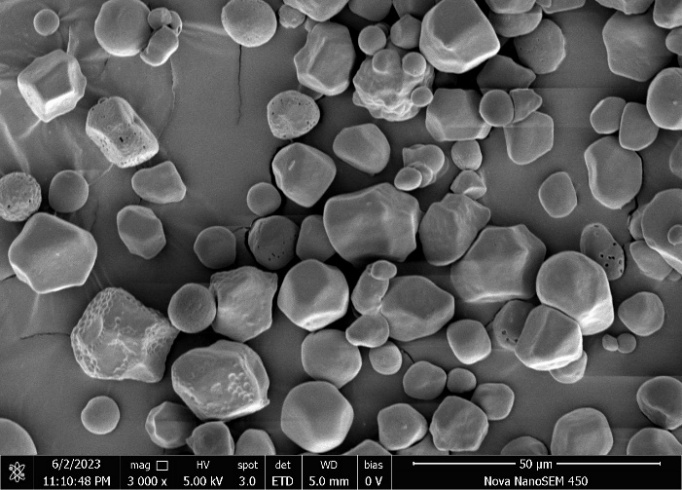 6/2/2023 mag HV spot det WD bias 50 µm
11:10:48 PM 3 000 x 5.00 kV 3.0 ETD 5.0 mm 0 V Nova NanoSEM 450